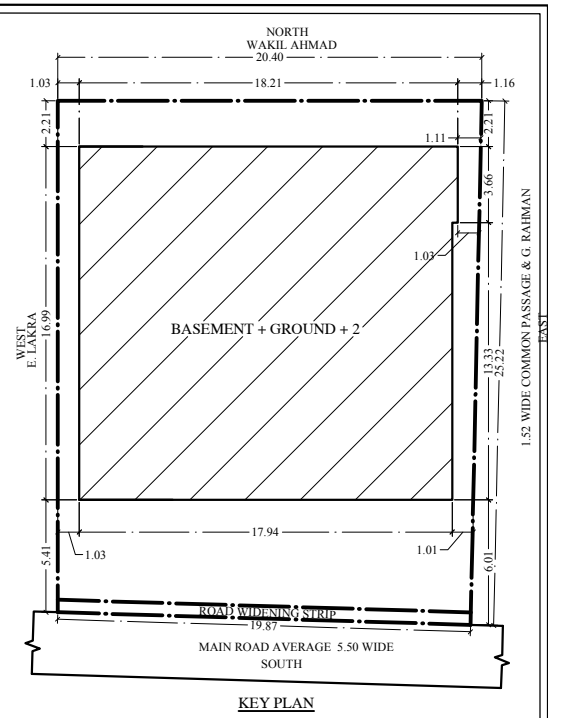 NORTH
WAKIL AHMAD
20.40
1.03
18.21
1.16
2.21
2.21
1.11
3.66
1.03
WEST
E. LAKRA
16.99
BASEMENT + GROUND + 2
13.33
25.22
1.52 WIDE COMMON PASSAGE & G. RAHMAN
EAST
17.94
5.41
1.03
1.01
6.01
ROAD WIDENING STRIP
19.87
MAIN ROAD AVERAGE 5.50 WIDE
SOUTH
KEY PLAN